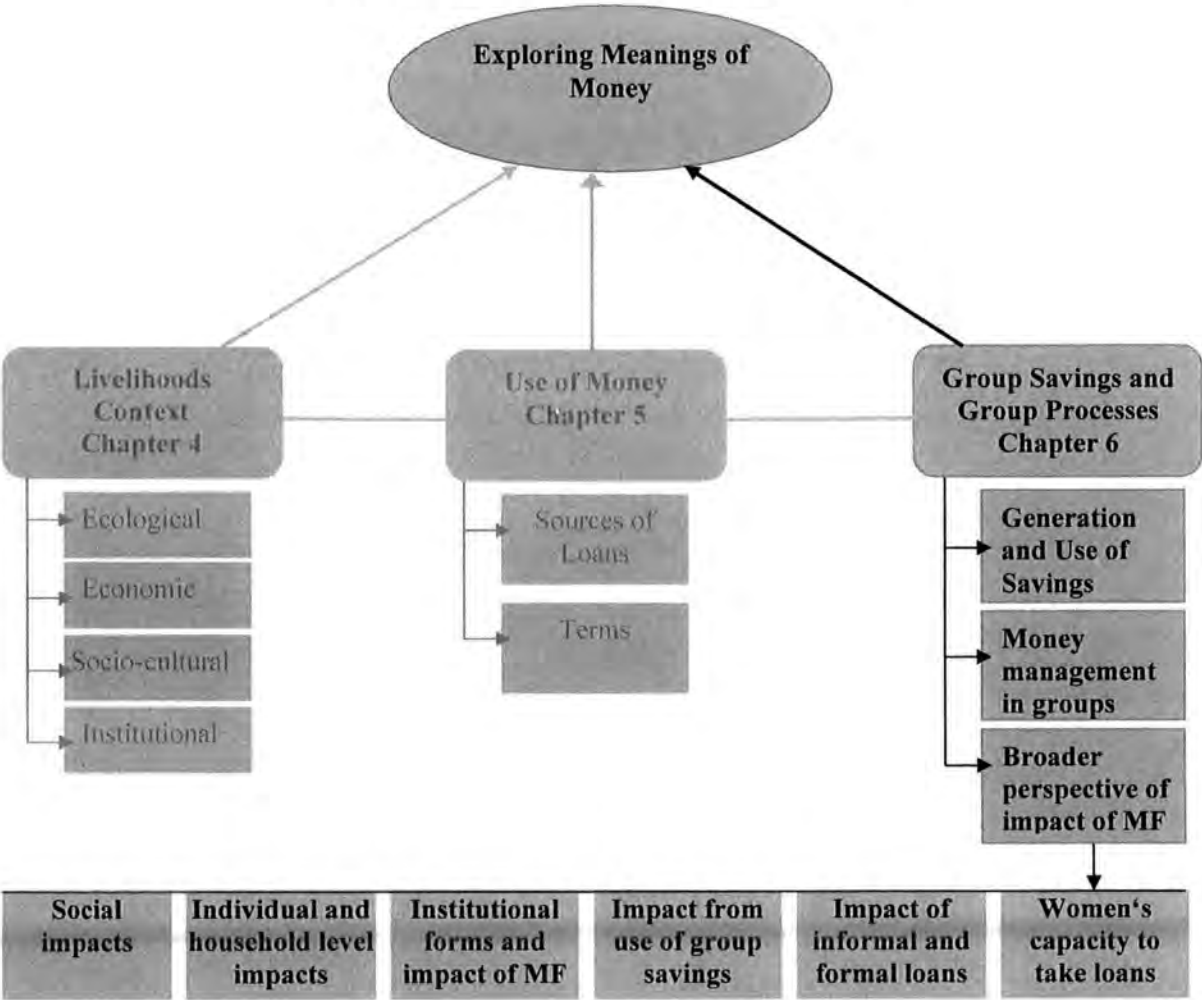 Exploring Meanings of
Money
Livelihoods
Context
Chapter 4
Use of Money
Chapter 5
Group Savings and
Group Processes
Chapter 6
Ecological
Economic
Socio-cultural
Institutional
Sources of
Loans
Terms
Generation
and Use of
Savings
Money
management
in groups
Broader
perspective of
impact of MF
Social
impacts
Individual and
household level
impacts
Institutional
forms and
impact of MF
Impact from
use of group
savings
Impact of
informal and
formal loans
Women‘s
capacity to
take loans